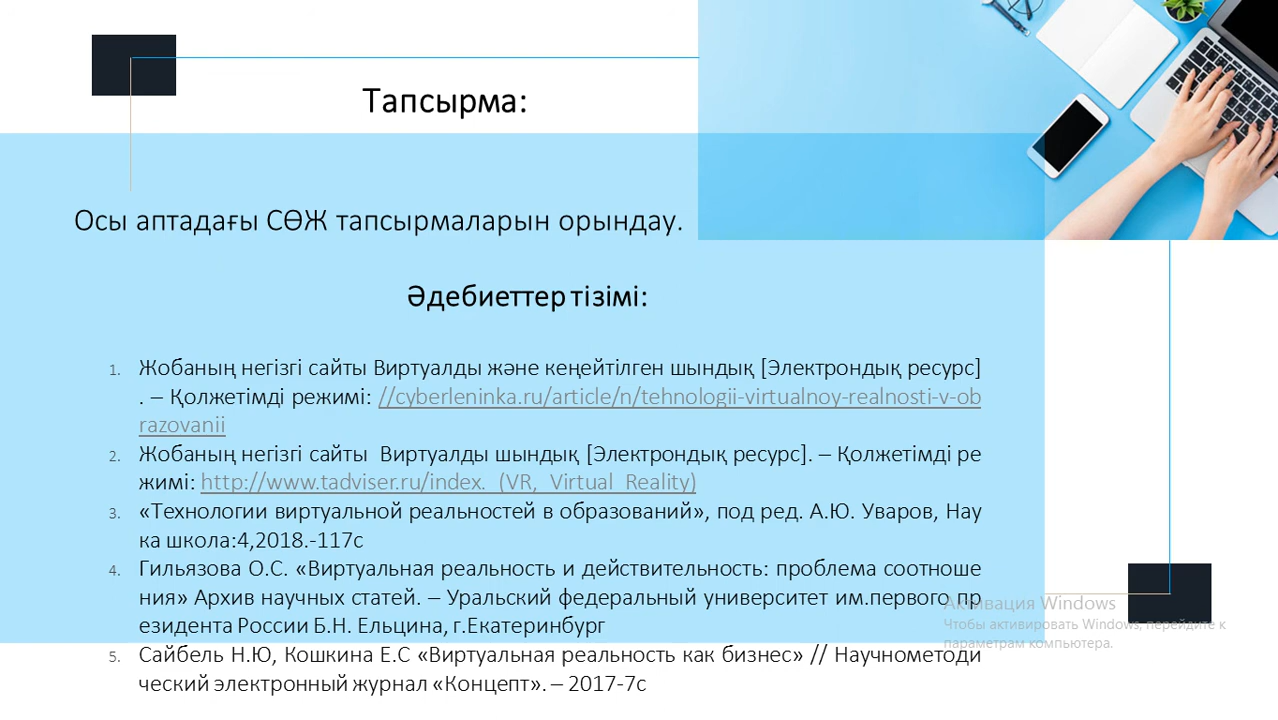 Тапсырма:
Осы аптадағы СӨЖ тапсырмаларын орындау.
Әдебиеттер тізімі:
1. Жобаның негізгі сайты Виртуалды және кеңейтілген шындық [Электрондық ресурс]
. – Қолжетімді режимі: //cyberleninka.ru/article/n/tehnologii-virtualnoy-realnosti-v-ob
razovanii
2. Жобаның негізгі сайты  Виртуалды шындық [Электрондық ресурс]. – Қолжетімді ре
жимі: http://www.tadviser.ru/index._(VR,_Virtual_Reality)
3. «Технологии виртуальной реальностей в образований», под ред. А.Ю. Уваров, Нау
ка школа:4,2018.-117с
4. Гильязова О.С. «Виртуальная реальность и действительность: проблема соотноше
ния» Архив научных статей. – Уральский федеральный университет им.первого пр
езидента России Б.Н. Ельцина, г.Екатеринбург
5. Сайбель Н.Ю, Кошкина Е.С «Виртуальная реальность как бизнес» // Научнометоди
ческий электронный журнал «Концепт». – 2017-7с
Активация Windows
Чтобы активировать Windows, перейдите к
параметрам компьютера.